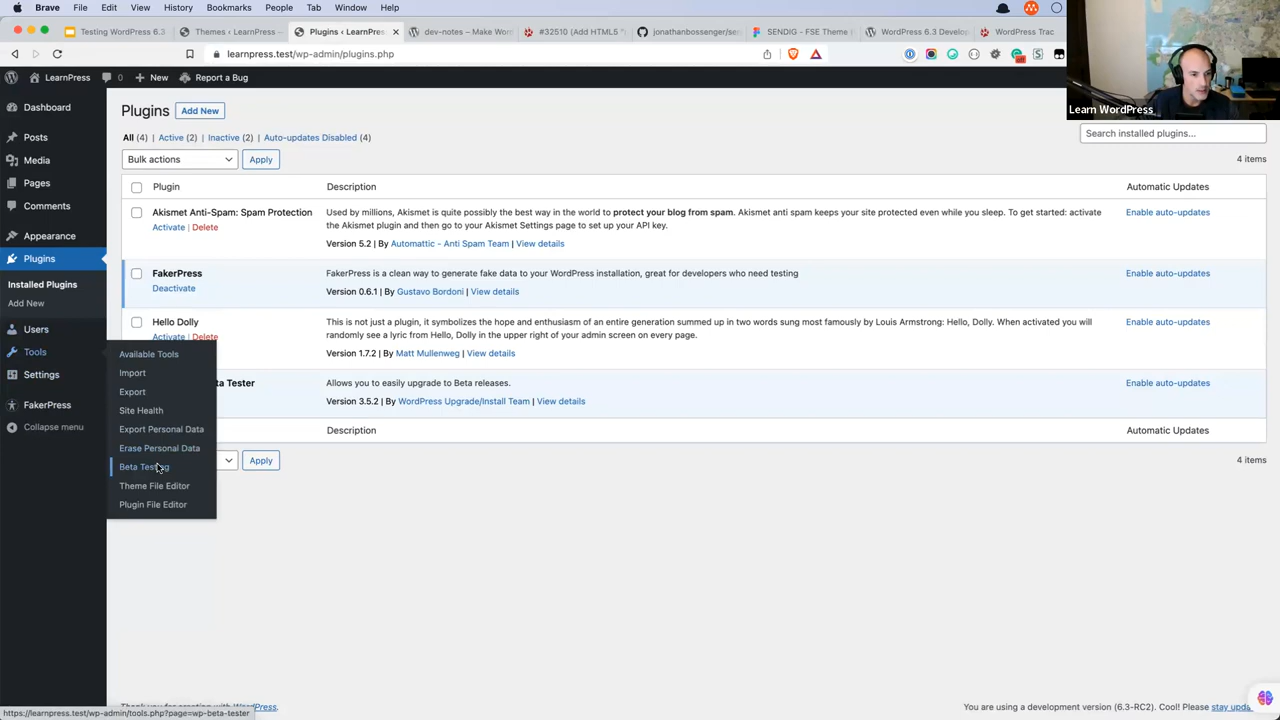 Brave File Edit View History Bookmarks People Tab Window Help
Testing WordPress 6.3
Themes ‹ LearnPress —
Plugins ‹ LearnPress
dev-notes – Make Wor
#32510 (Add HTML5
jonathanbossenger/sen
SENDIG - FSE Theme
WordPress 6.3 Develop
WordPress Trac
learnpress.test/wp-admin/plugins.php
LearnPress 0 New Report a Bug
Learn WordPress
Dashboard
Posts
Media
Pages
Comments
Appearance
Plugins
Installed Plugins
Add New
Users
Tools
Settings
FakerPress
Collapse menu
Available Tools
Import
Export
Site Health
Export Personal Data
Erase Personal Data
Beta Testing
Theme File Editor
Plugin File Editor
Plugins Add New
All (4) | Active (2) | Inactive (2) | Auto-updates Disabled (4)
Search installed plugins...
Bulk actions Apply
4 items
Plugin Description Automatic Updates
Akismet Anti-Spam: Spam Protection
Activate | Delete
Used by millions, Akismet is quite possibly the best way in the world to protect your blog from spam. Akismet anti spam keeps your site protected even while you sleep. To get started: activate
the Akismet plugin and then go to your Akismet Settings page to set up your API key.
Version 5.2 | By Automattic - Anti Spam Team | View details
Enable auto-updates
FakerPress
Deactivate
FakerPress is a clean way to generate fake data to your WordPress installation, great for developers who need testing
Version 0.6.1 | By Gustavo Bordoni | View details
Enable auto-updates
Hello Dolly
Activate | Delete
This is not just a plugin, it symbolizes the hope and enthusiasm of an entire generation summed up in two words sung most famously by Louis Armstrong: Hello, Dolly. When activated you will
randomly see a lyric from Hello, Dolly in the upper right of your admin screen on every page.
Version 1.7.2 | By Matt Mullenweg | View details
Enable auto-updates
ta Tester
Allows you to easily upgrade to Beta releases.
Version 3.5.2 | By WordPress Upgrade/Install Team | View details
Enable auto-updates
Description Automatic Updates
Apply
4 items
https://learnpress.test/wp-admin/tools.php?page=wp-beta-tester
WordPress.
You are using a development version (6.3-RC2). Cool! Please stay upda